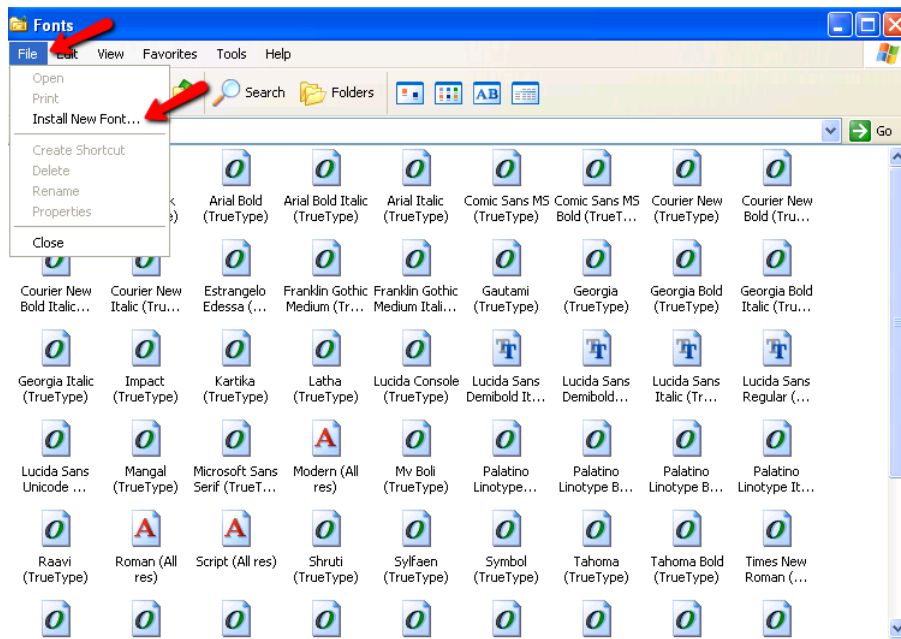 Fonts
File Edit View Favorites Tools Help
Open
Print
Install New Font...
Create Shortcut
Delete
Rename
Properties
Close
Search Folders
AB
Go
Arial Bold (TrueType)
Arial Bold Italic (TrueType)
Arial Italic (TrueType)
Comic Sans MS (TrueType)
Comic Sans MS Bold (TrueT...
Courier New (TrueType)
Courier New Bold (Tru...
Courier New Bold Italic...
Courier New Italic (Tru...
Estrangelo Edessa (...
Franklin Gothic Medium (Tr...
Franklin Gothic Medium Itali...
Gautami (TrueType)
Georgia (TrueType)
Georgia Bold (TrueType)
Georgia Bold Italic (Tru...
Georgia Italic (TrueType)
Impact (TrueType)
Kartika (TrueType)
Latha (TrueType)
Lucida Console (TrueType)
Lucida Sans Demibold It...
Lucida Sans Demibold...
Lucida Sans Italic (Tr...
Lucida Sans Regular (...
Lucida Sans Unicode ...
Mangal (TrueType)
Microsoft Sans Serif (TrueT...
Modern (All res)
Mv Boli (TrueType)
Palatino Linotype...
Palatino Linotype B...
Palatino Linotype B...
Palatino Linotype It...
Raavi (TrueType)
Roman (All res)
Script (All res)
Shruti (TrueType)
Sylfaen (TrueType)
Symbol (TrueType)
Tahoma (TrueType)
Tahoma Bold (TrueType)
Times New Roman (...